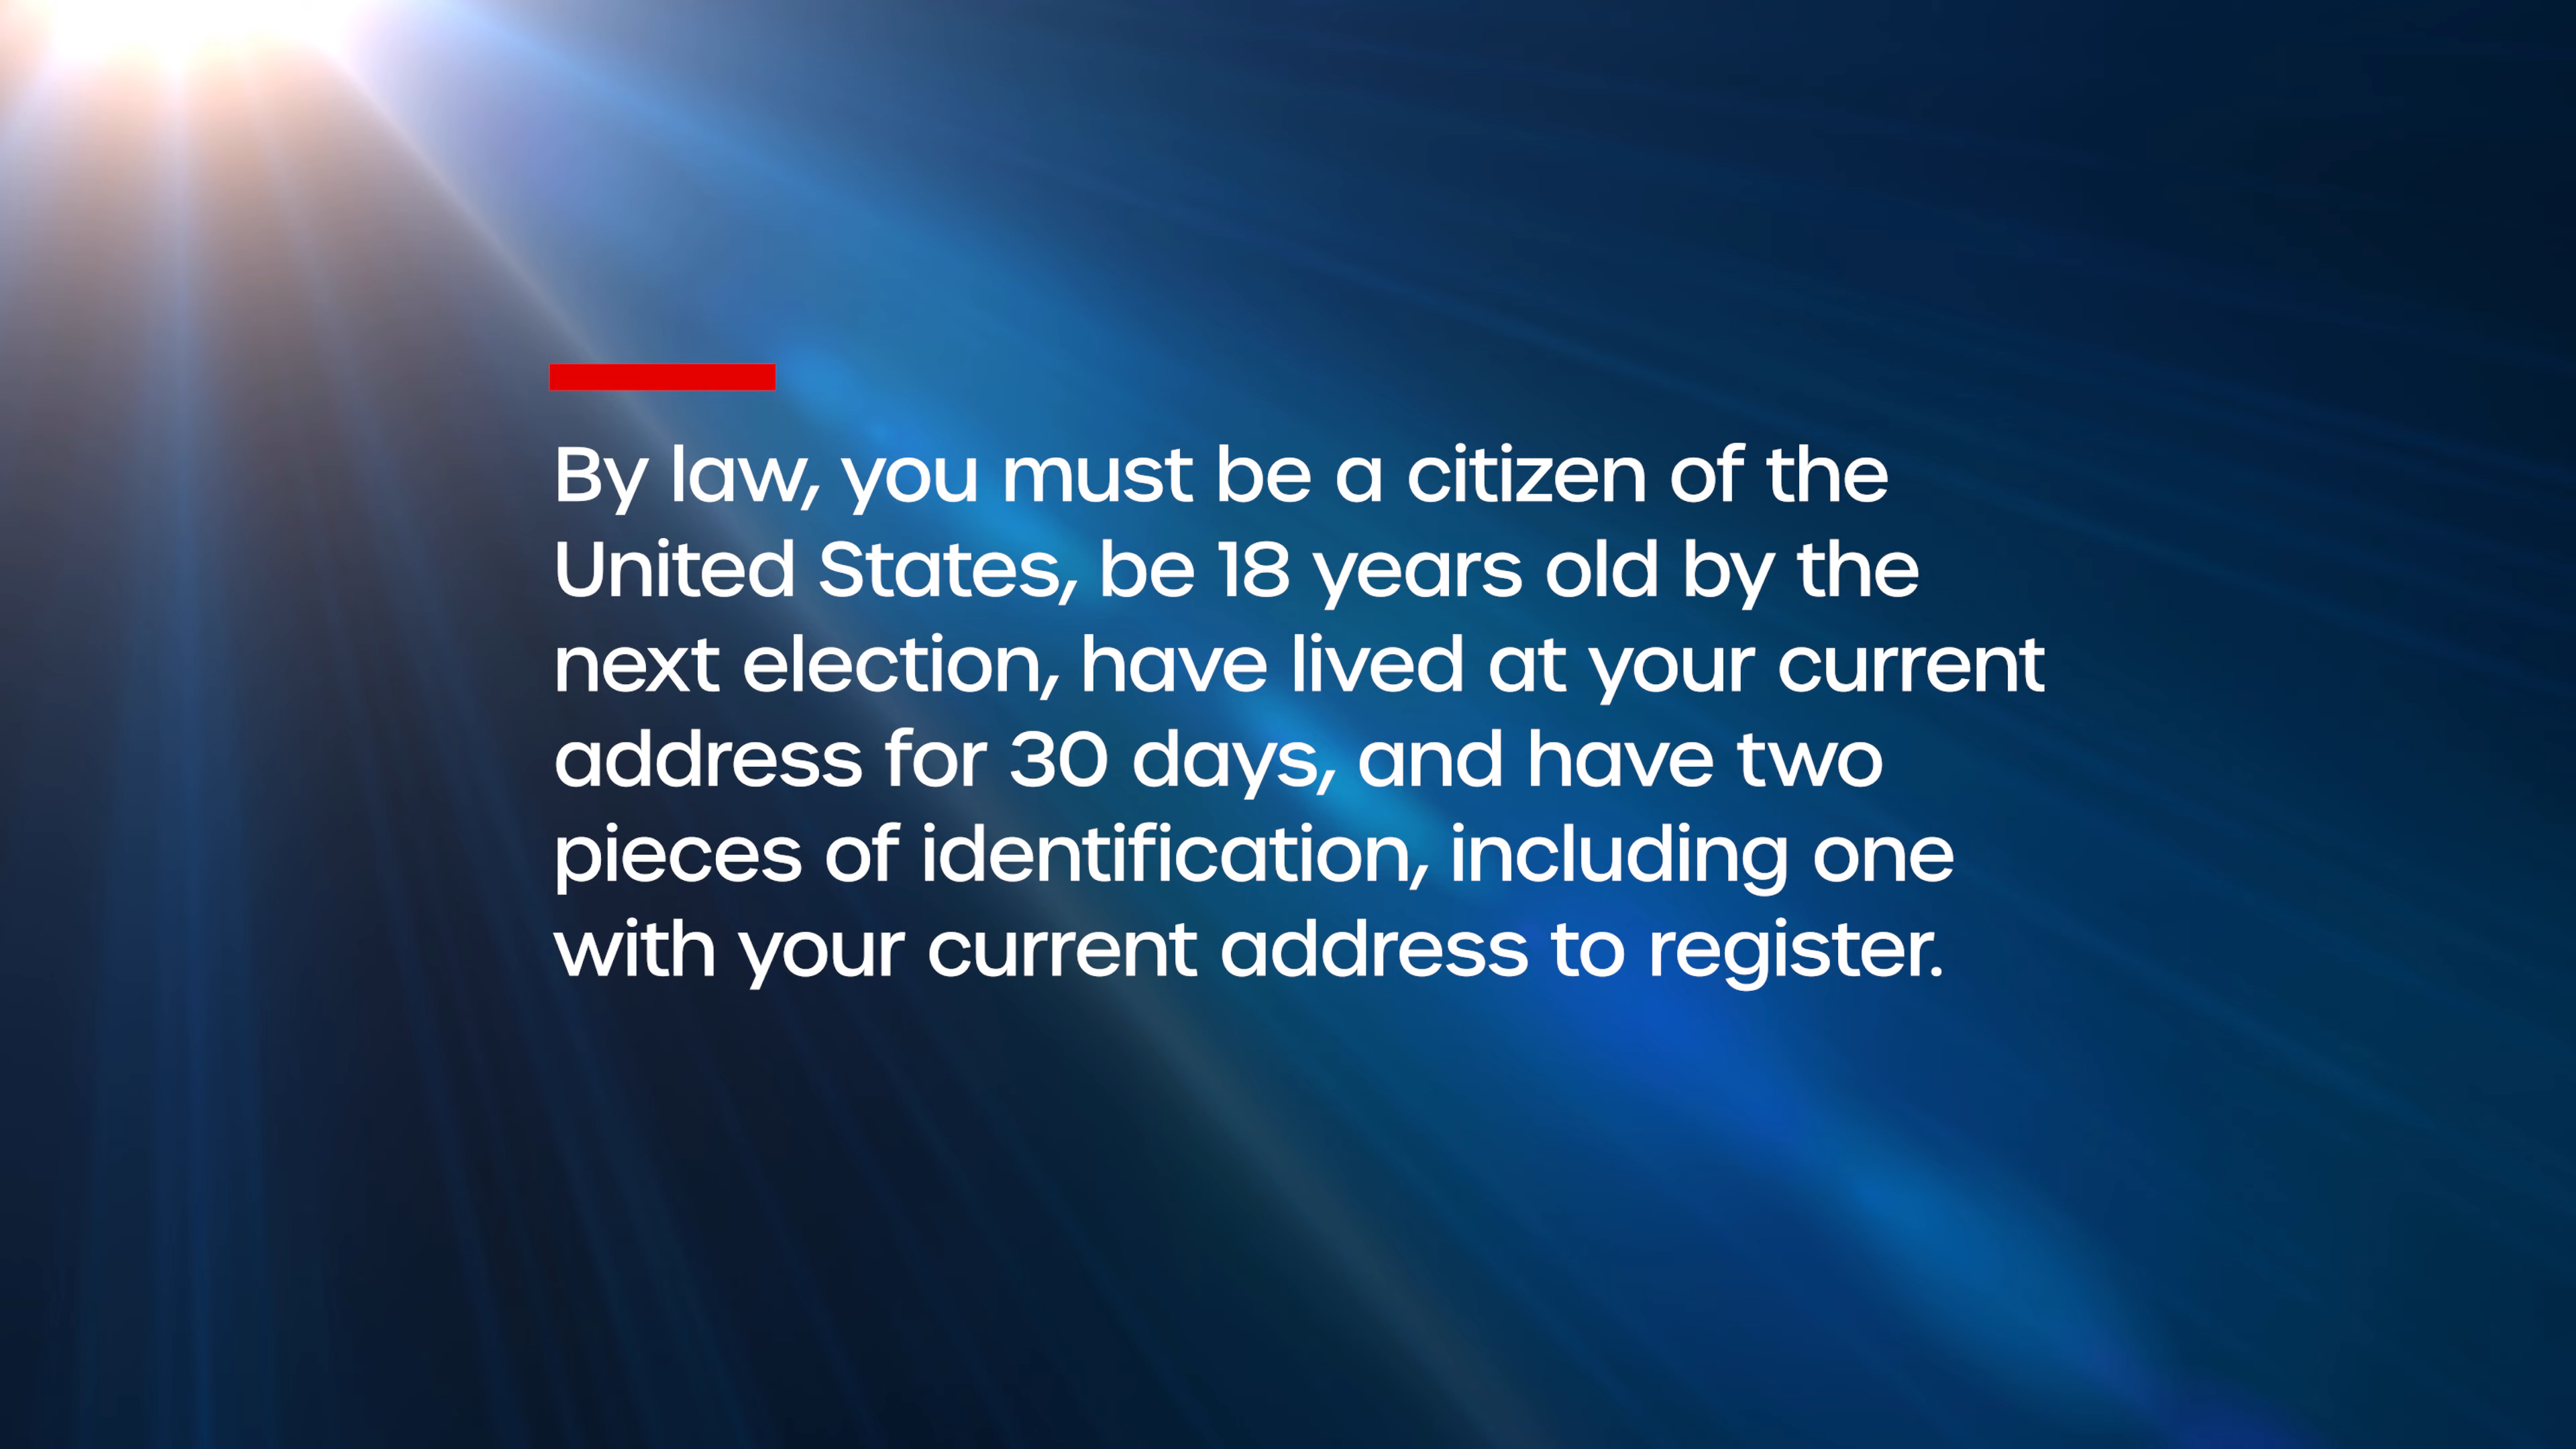 By law, you must be a citizen of the
United States, be 18 years old by the
next election, have lived at your current
address for 30 days, and have two
pieces of identification, including one
with your current address to register.